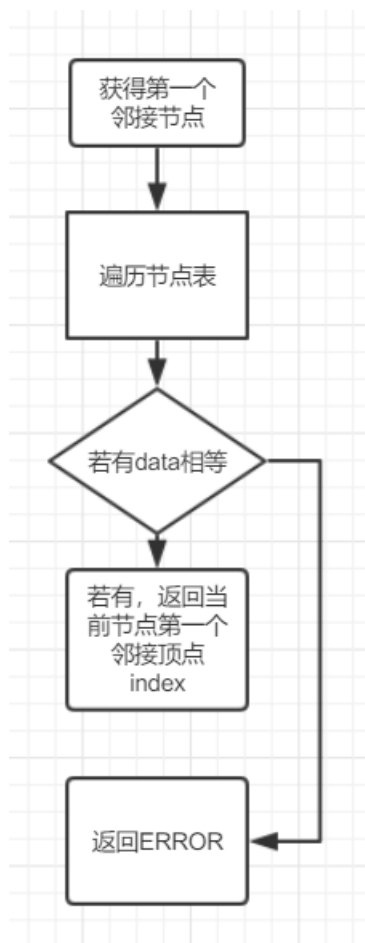 获得第一个
邻接节点
遍历节点表
若有data相等
若有，返回当
前节点第一个
邻接顶点
index
返回ERROR